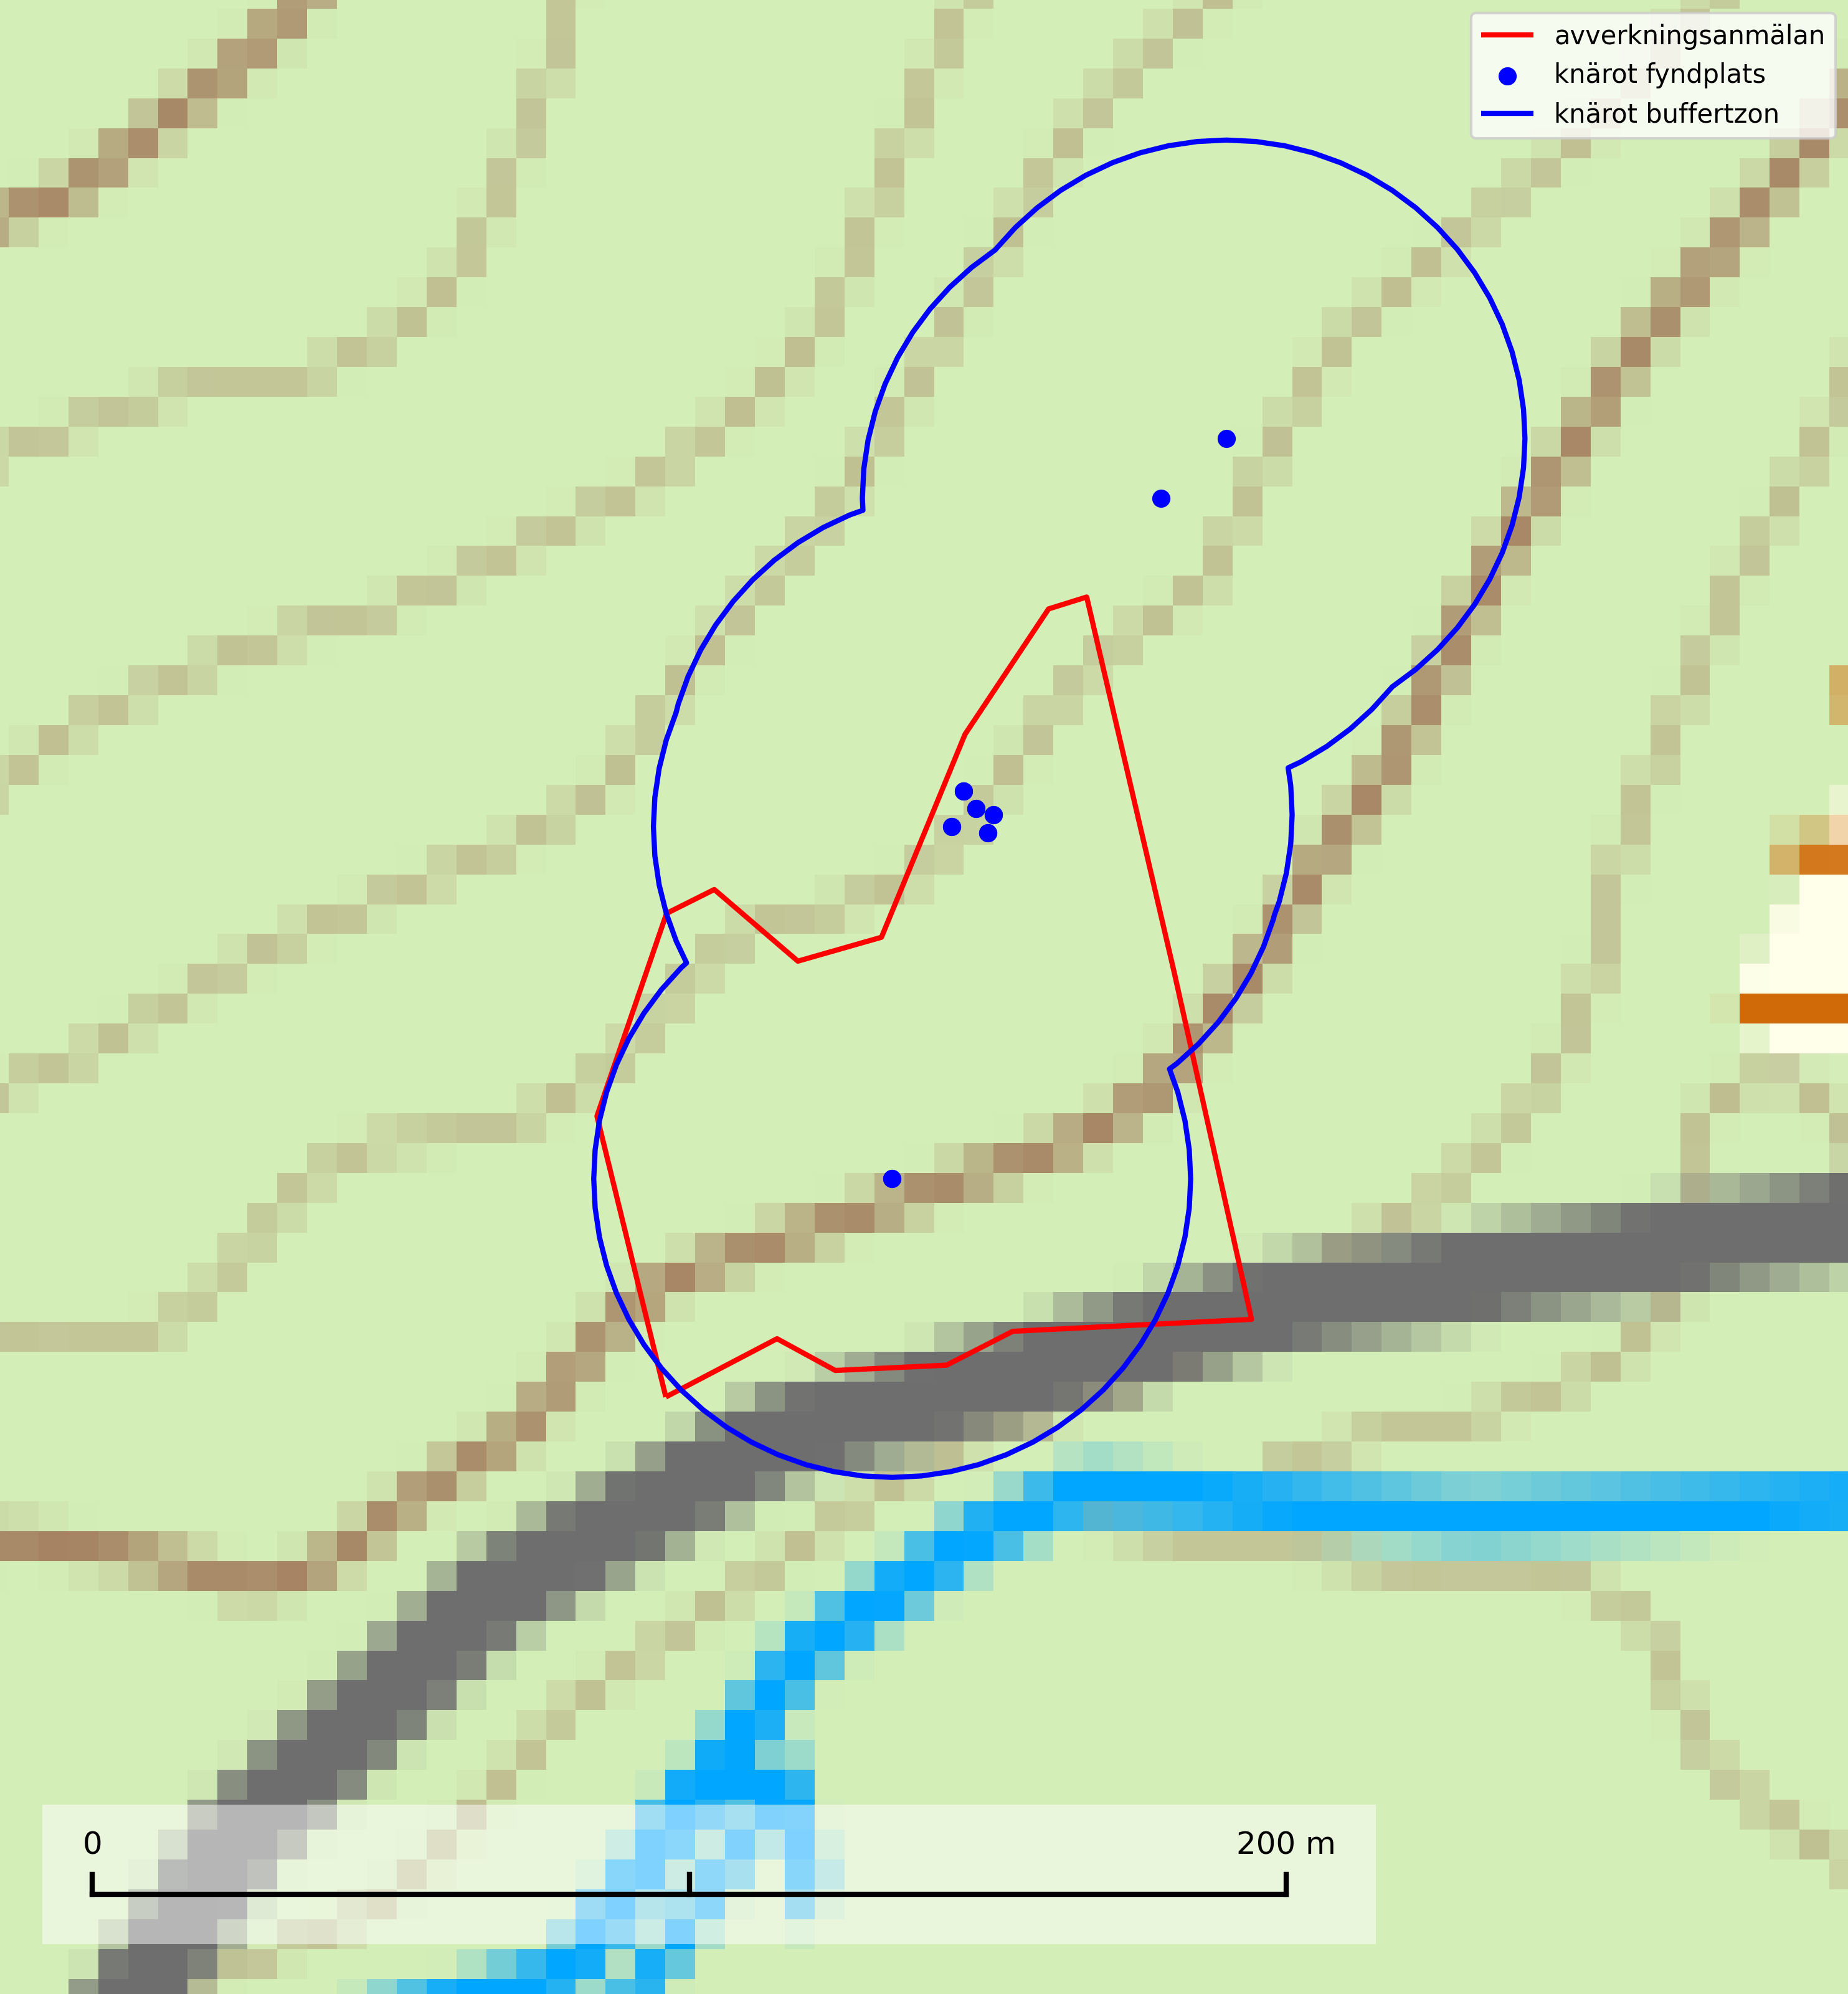 avverkningsanmälan
knärot fyndplats
knärot buffertzon
0
200 m